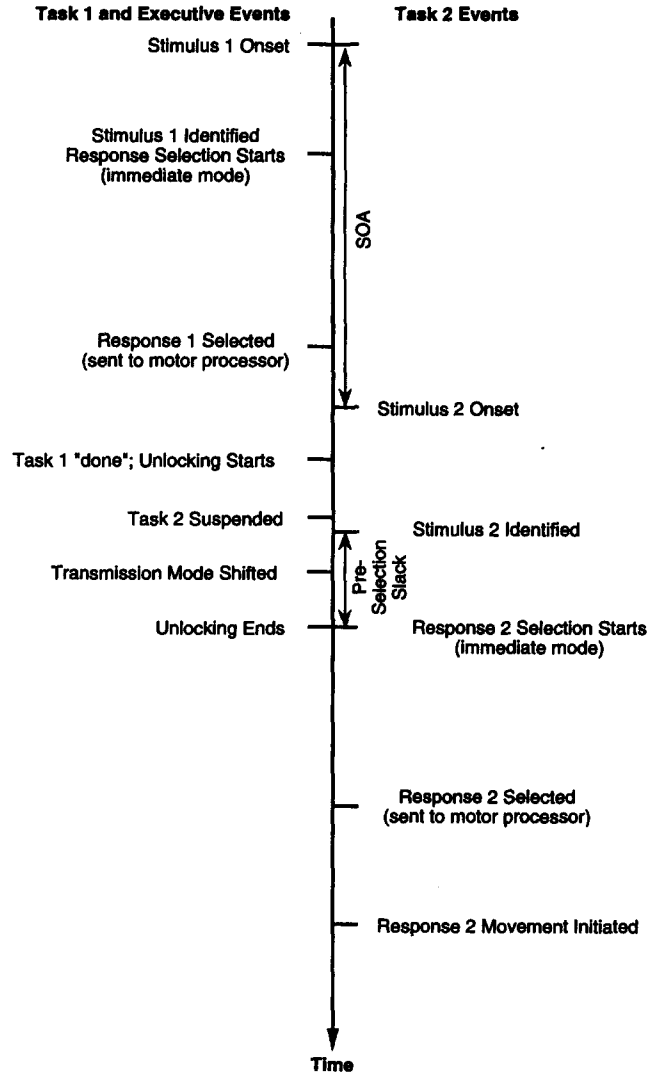 Task 1 and Executive Events
Task 2 Events
Stimulus 1 Onset
Stimulus 1 Identified
Response Selection Starts
(immediate mode)
SOA
Response 1 Selected
(sent to motor processor)
Stimulus 2 Onset
Task 1 "done"; Unlocking Starts
Task 2 Suspended
Stimulus 2 Identified
Pre-
Selection
Slack
Transmission Mode Shifted
Unlocking Ends
Response 2 Selection Starts
(immediate mode)
Response 2 Selected
(sent to motor processor)
Response 2 Movement Initiated
Time